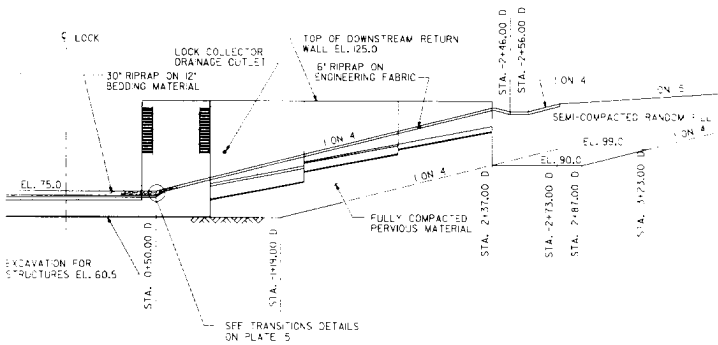 ℄ LOCK
LOCK COLLECTOR
DRAINAGE OUTLET
30" RIPRAP ON 12"
BEDDING MATERIAL
TOP OF DOWNSTREAM RETURN
WALL EL. 125.0
6" RIPRAP ON
ENGINEERING FABRIC
STA. -2+46.00 D
STA. -2+56.00 D
1 ON 4
ON 5
SEMI-COMPACTED RANDOM FILL
1 ON 4
EL. 99.0
1 ON 4
EL. 90.0
EL. 75.0
1 ON 4
FULLY COMPACTED
PERVIOUS MATERIAL
EXCAVATION FOR
STRUCTURES EL. 60.5
STA. 0+50.00 D
STA. -1+19.00 D
STA. 2+37.00 D
STA. -2+73.00 D
STA. -2+87.00 D
STA. 3+23.00 D
SEE TRANSITIONS DETAILS
ON PLATE 5